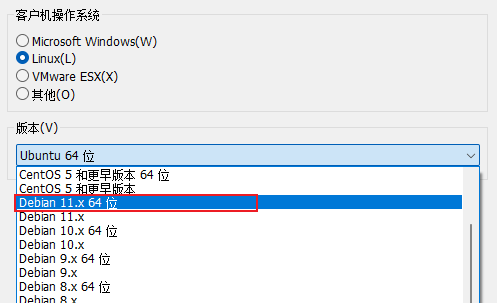 客户机操作系统
Microsoft Windows(W)
Linux(L)
VMware ESX(X)
其他(O)
版本(V)
Ubuntu 64 位
CentOS 5 和更早版本 64 位
CentOS 5 和更早版本
Debian 11.x 64 位
Debian 11.x
Debian 10.x 64 位
Debian 10.x
Debian 9.x 64 位
Debian 9.x
Debian 8.x 64 位
Debian 8.x